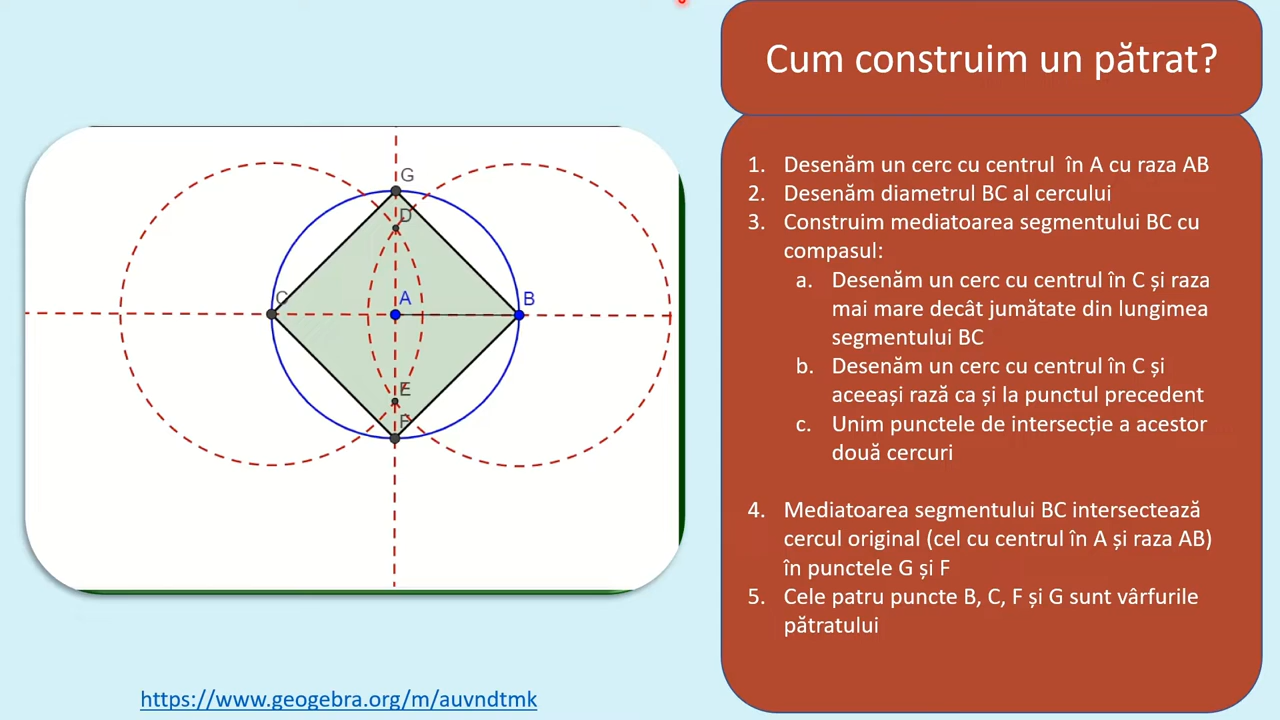 Cum construim un pătrat?
1. Desenăm un cerc cu centrul în A cu raza AB
2. Desenăm diametrul BC al cercului
3. Construim mediatoarea segmentului BC cu
compasul:
a. Desenăm un cerc cu centrul în C și raza
mai mare decât jumătate din lungimea
segmentului BC
b. Desenăm un cerc cu centrul în C și
aceeași rază ca și la punctul precedent
c. Unim punctele de intersecție a acestor
două cercuri
4. Mediatoarea segmentului BC intersectează
cercul original (cel cu centrul în A și raza AB)
în punctele G și F
5. Cele patru puncte B, C, F și G sunt vârfurile
pătratului
G
D
C
A
B
E
F
https://www.geogebra.org/m/auvndtmk